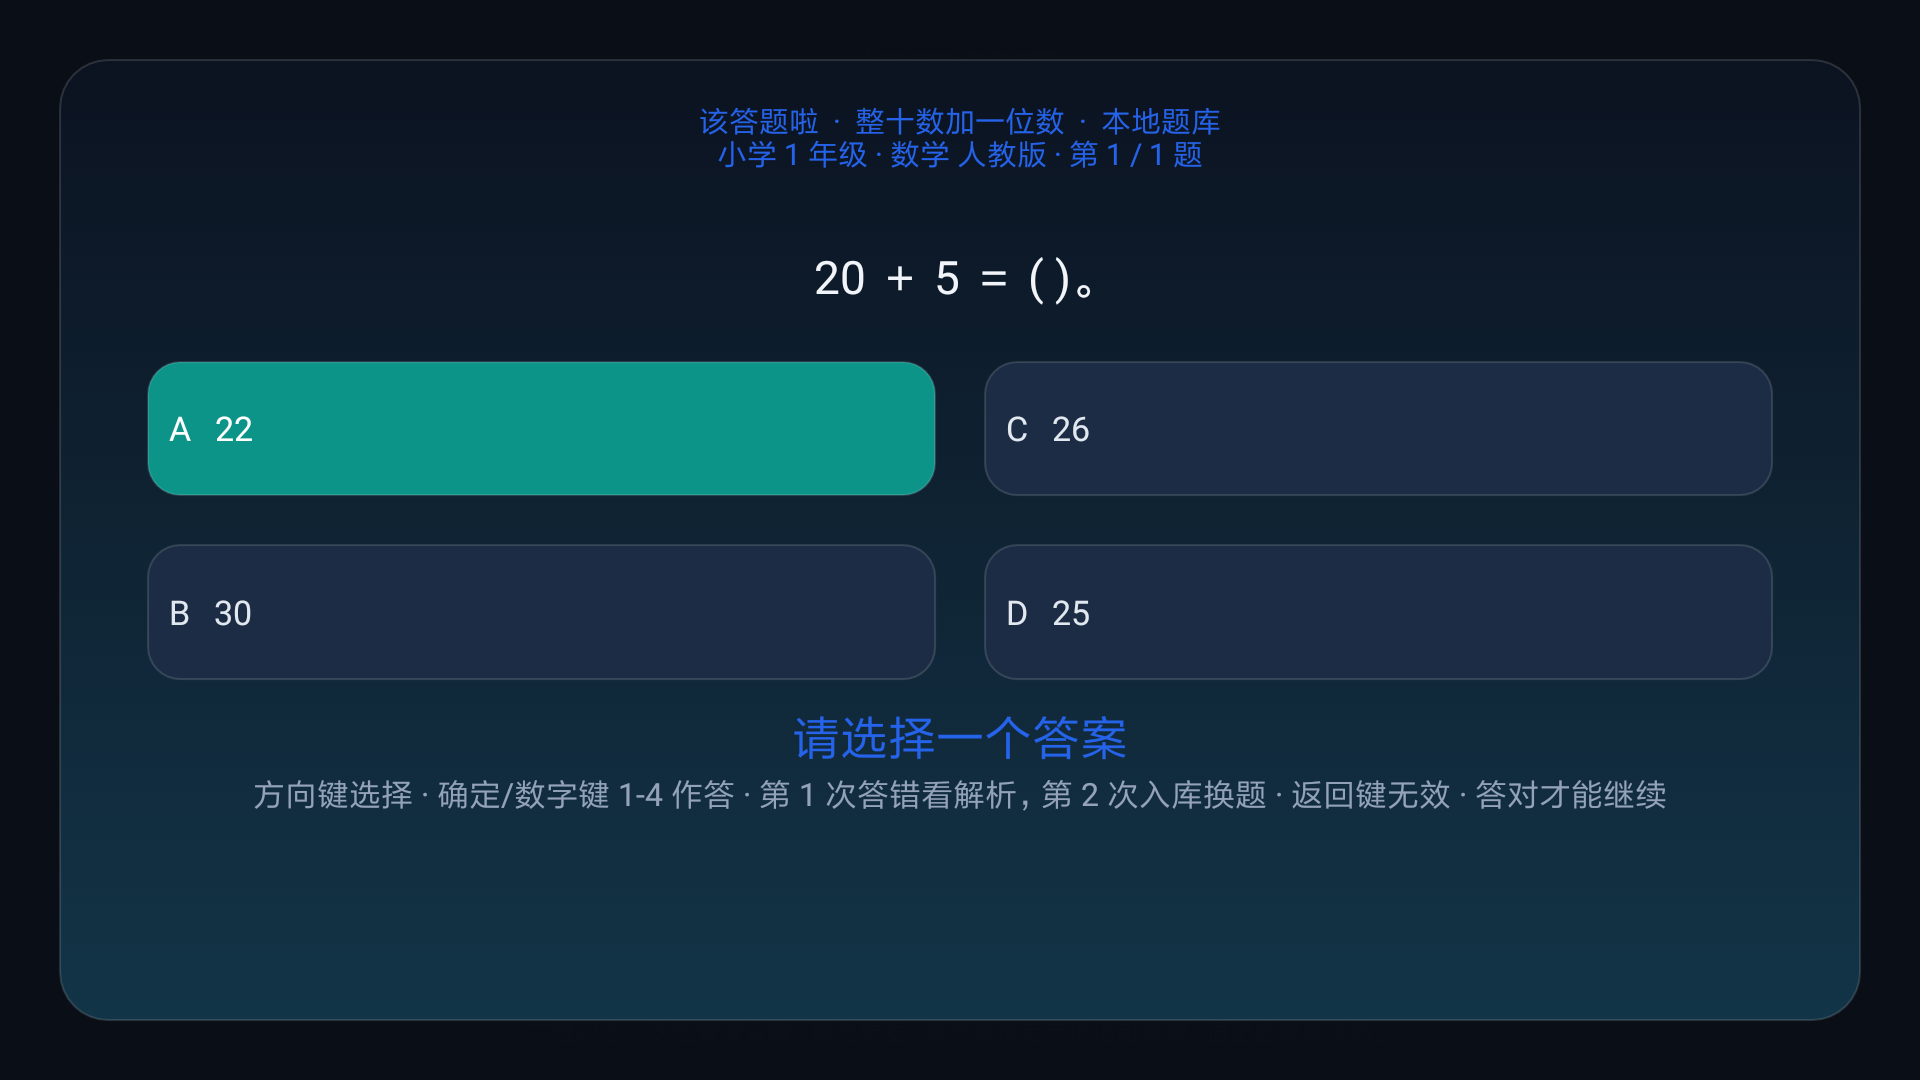 该答题啦 · 整十数加一位数 · 本地题库
小学 1 年级 · 数学 人教版 · 第 1 / 1 题
20 + 5 = ( )。
A 22
C 26
B 30
D 25
请选择一个答案
方向键选择 · 确定/数字键 1-4 作答 · 第 1 次答错看解析，第 2 次入库换题 · 返回键无效 · 答对才能继续